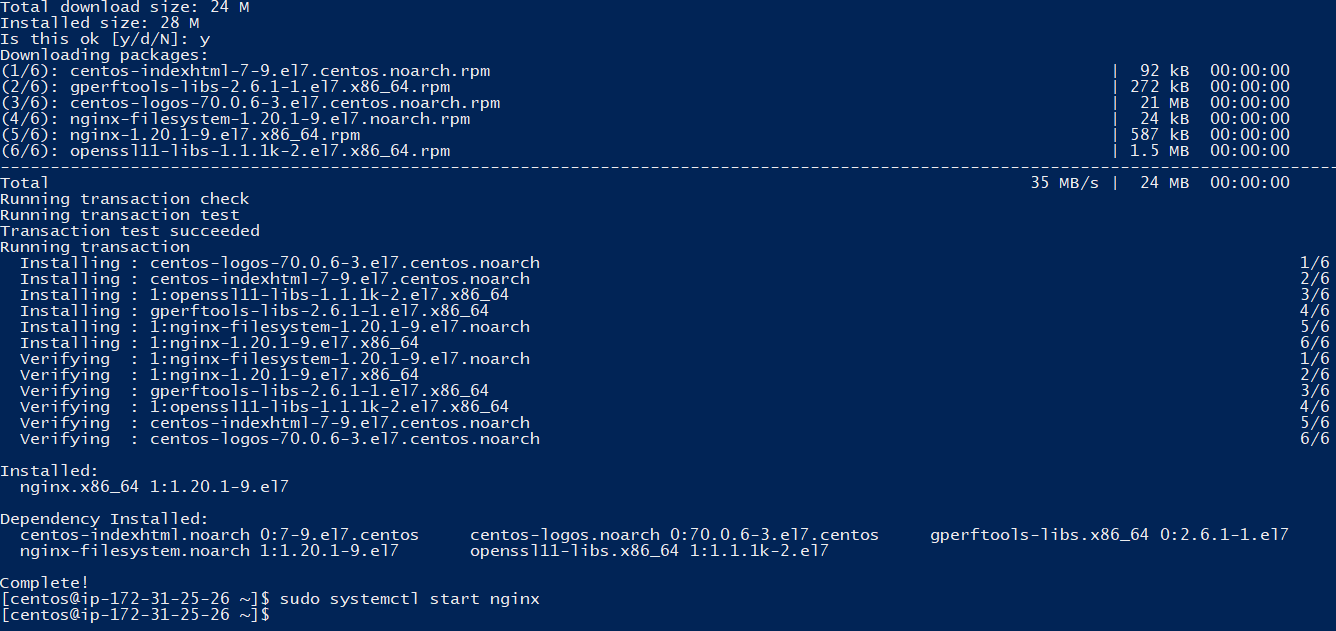 Total download size: 24 M
Installed size: 28 M
Is this ok [y/d/N]: y
Downloading packages:
(1/6): centos-indexhtml-7-9.el7.centos.noarch.rpm | 92 kB 00:00:00
(2/6): gperftools-libs-2.6.1-1.el7.x86_64.rpm | 272 kB 00:00:00
(3/6): centos-logos-70.0.6-3.el7.centos.noarch.rpm | 21 MB 00:00:00
(4/6): nginx-filesystem-1.20.1-9.el7.noarch.rpm | 24 kB 00:00:00
(5/6): nginx-1.20.1-9.el7.x86_64.rpm | 587 kB 00:00:00
(6/6): openssl11-libs-1.1.1k-2.el7.x86_64.rpm | 1.5 MB 00:00:00
--------------------------------------------------------------------------------------------------------------------------------------
Total 35 MB/s | 24 MB 00:00:00
Running transaction check
Running transaction test
Transaction test succeeded
Running transaction
  Installing : centos-logos-70.0.6-3.el7.centos.noarch 1/6
  Installing : centos-indexhtml-7-9.el7.centos.noarch 2/6
  Installing : 1:openssl11-libs-1.1.1k-2.el7.x86_64 3/6
  Installing : gperftools-libs-2.6.1-1.el7.x86_64 4/6
  Installing : 1:nginx-filesystem-1.20.1-9.el7.noarch 5/6
  Installing : 1:nginx-1.20.1-9.el7.x86_64 6/6
  Verifying  : 1:nginx-filesystem-1.20.1-9.el7.noarch 1/6
  Verifying  : 1:nginx-1.20.1-9.el7.x86_64 2/6
  Verifying  : gperftools-libs-2.6.1-1.el7.x86_64 3/6
  Verifying  : 1:openssl11-libs-1.1.1k-2.el7.x86_64 4/6
  Verifying  : centos-indexhtml-7-9.el7.centos.noarch 5/6
  Verifying  : centos-logos-70.0.6-3.el7.centos.noarch 6/6

Installed:
  nginx.x86_64 1:1.20.1-9.el7

Dependency Installed:
  centos-indexhtml.noarch 0:7-9.el7.centos centos-logos.noarch 0:70.0.6-3.el7.centos gperftools-libs.x86_64 0:2.6.1-1.el7
  nginx-filesystem.noarch 1:1.20.1-9.el7 openssl11-libs.x86_64 1:1.1.1k-2.el7

Complete!
[centos@ip-172-31-25-26 ~]$ sudo systemctl start nginx
[centos@ip-172-31-25-26 ~]$